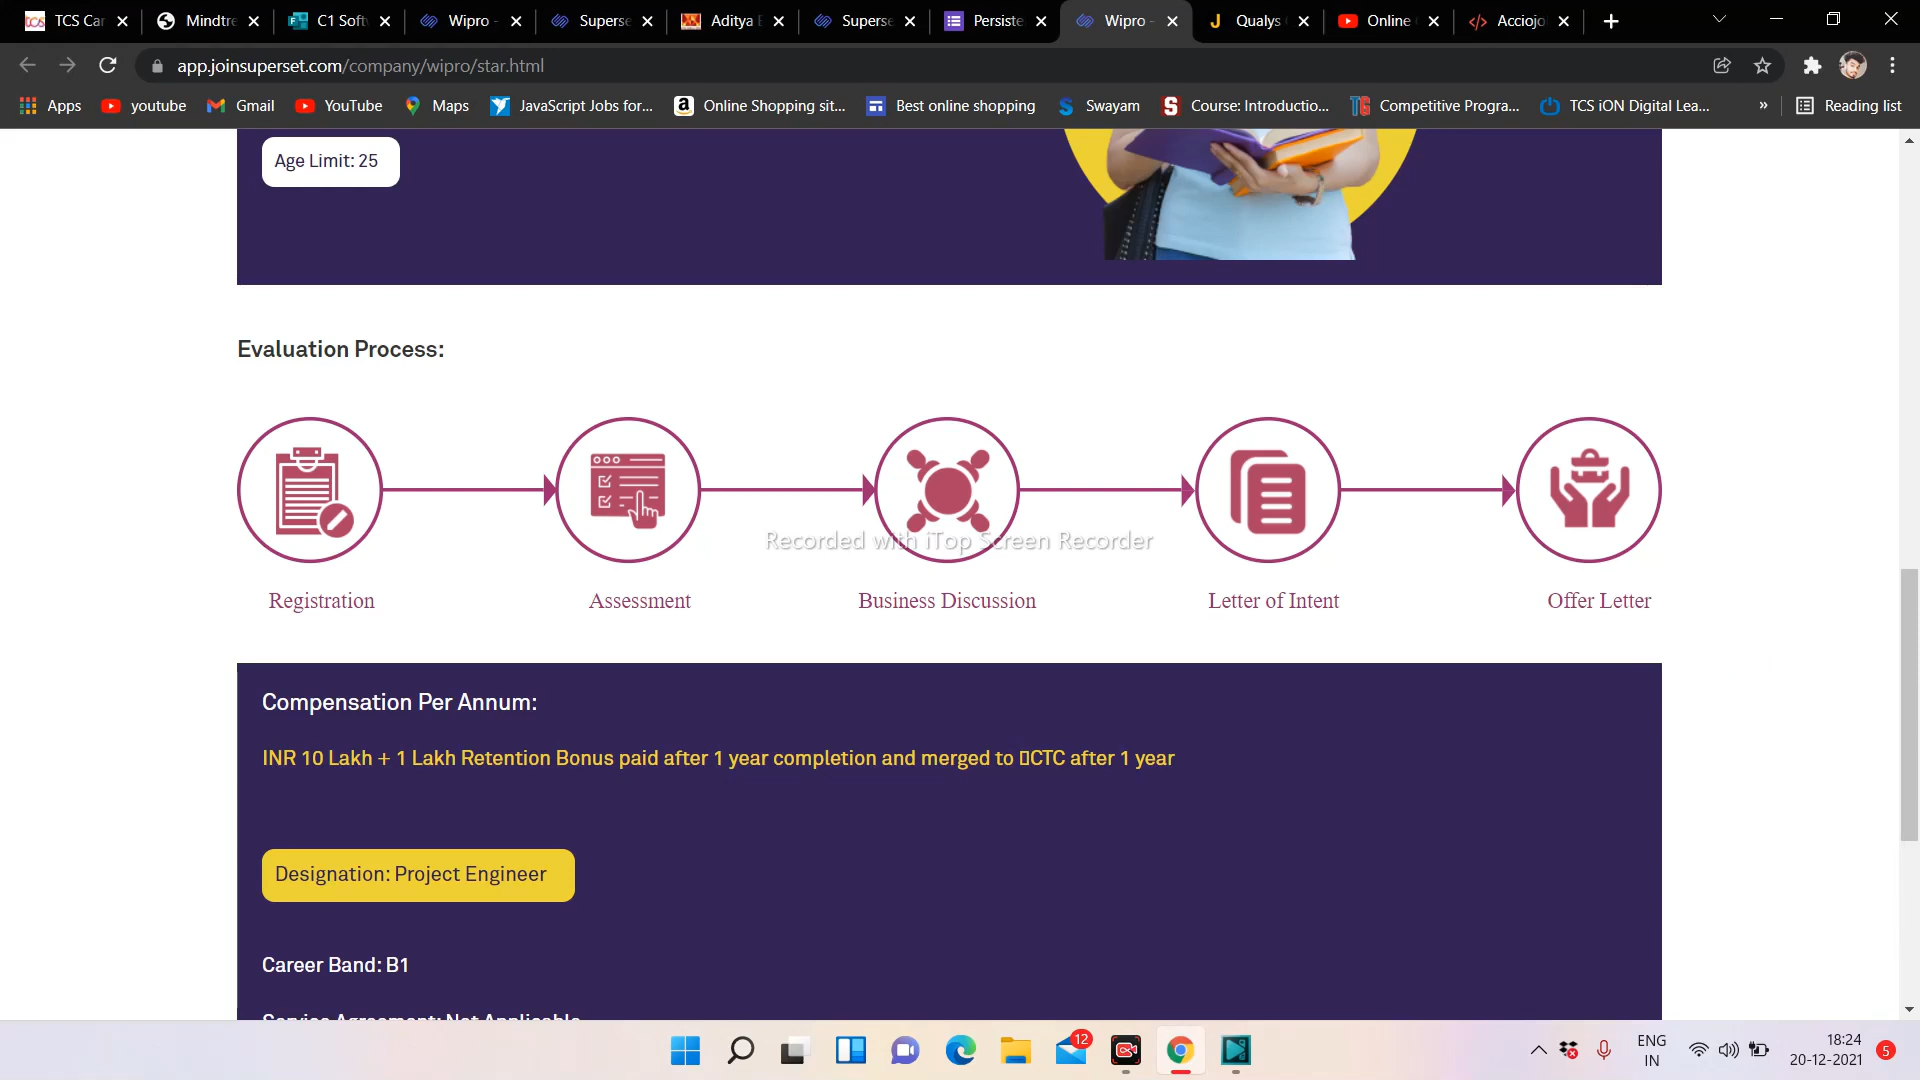 TCS Car
Mindtre
C1 Softw
Wipro -
Superse
Aditya B
Superse
Persiste
Wipro -
Qualys
Online
Acciojo
app.joinsuperset.com/company/wipro/star.html
Apps
youtube
Gmail
YouTube
Maps
JavaScript Jobs for...
Online Shopping sit...
Best online shopping
Swayam
Course: Introductio...
Competitive Progra...
TCS iON Digital Lea...
»
Reading list
Age Limit: 25
Evaluation Process:
Recorded with iTop Screen Recorder
Registration
Assessment
Business Discussion
Letter of Intent
Offer Letter
Compensation Per Annum:
INR 10 Lakh + 1 Lakh Retention Bonus paid after 1 year completion and merged to CTC after 1 year
Designation: Project Engineer
Career Band: B1
Service Agreement: Not Applicable
12
ENG
IN
18:24
20-12-2021
5